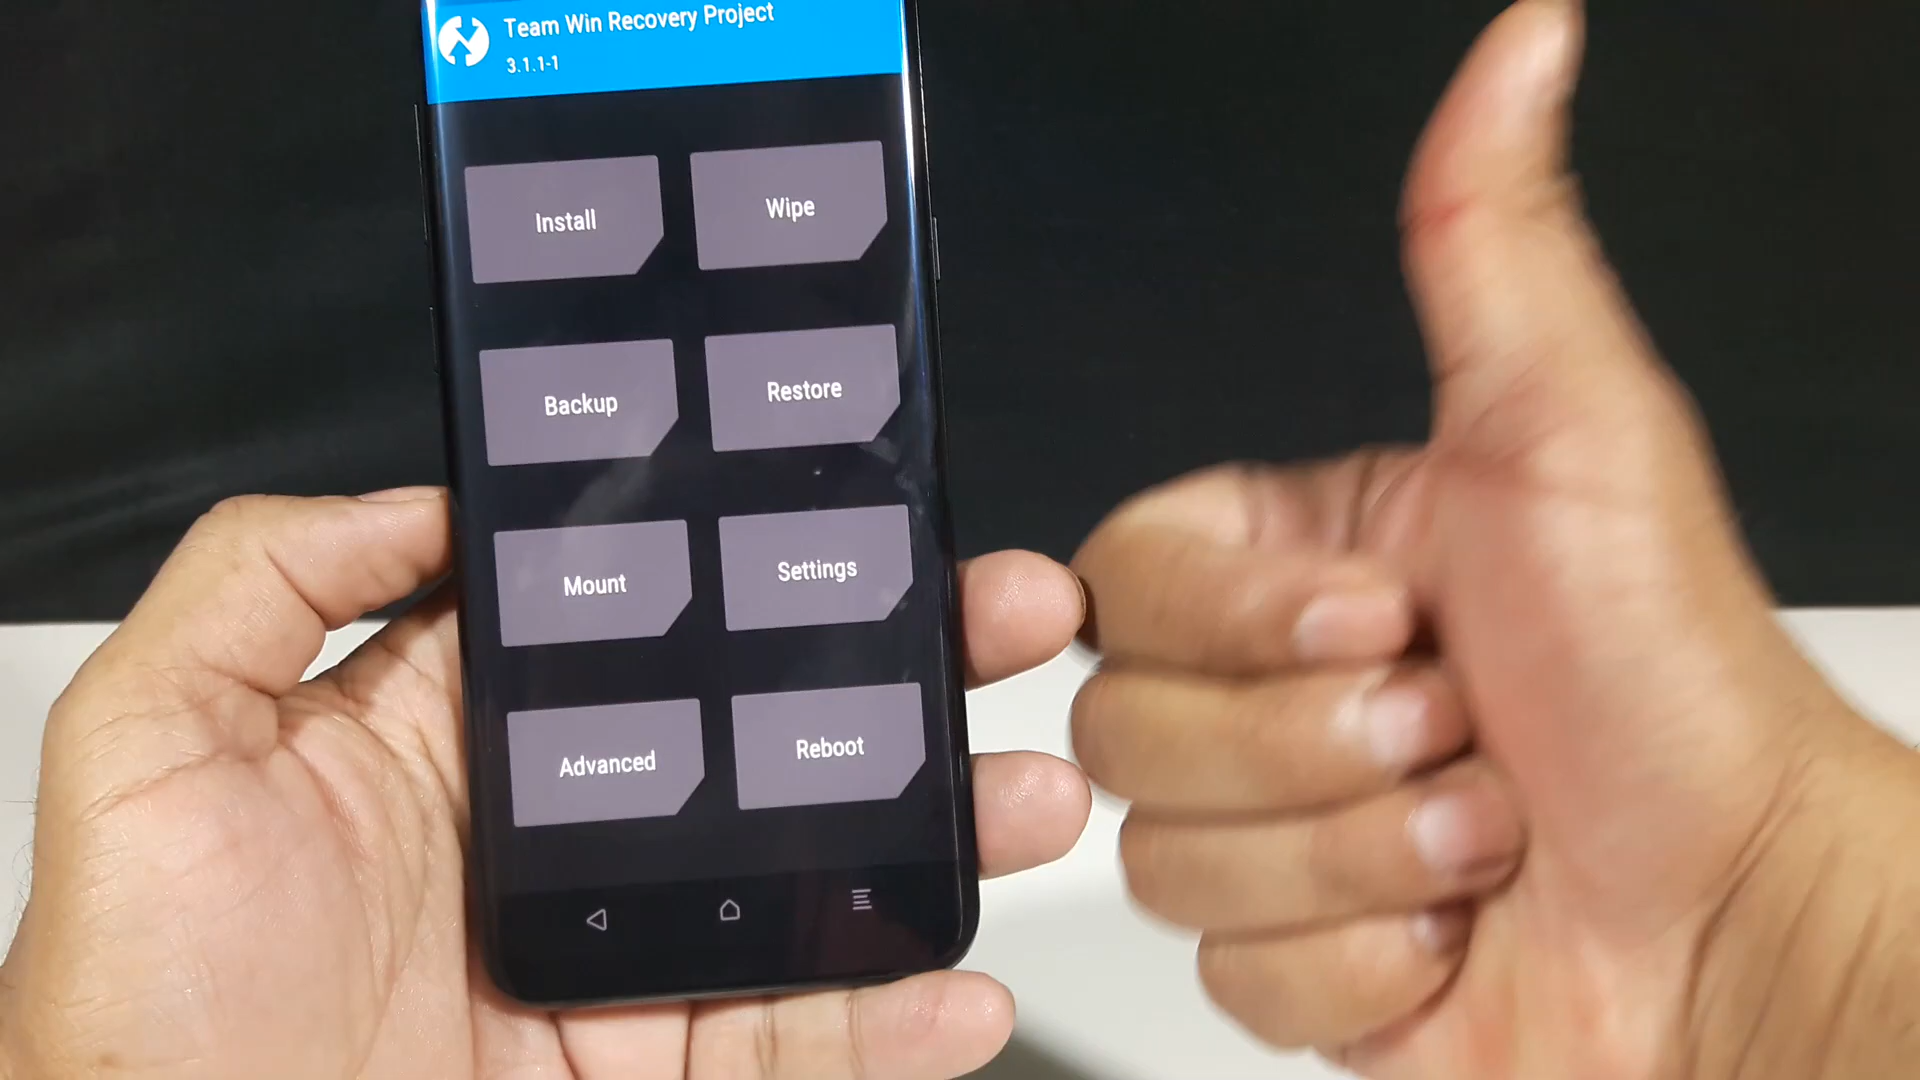 Team Win Recovery Project
3.1.1-1
Install
Wipe
Backup
Restore
Mount
Settings
Advanced
Reboot